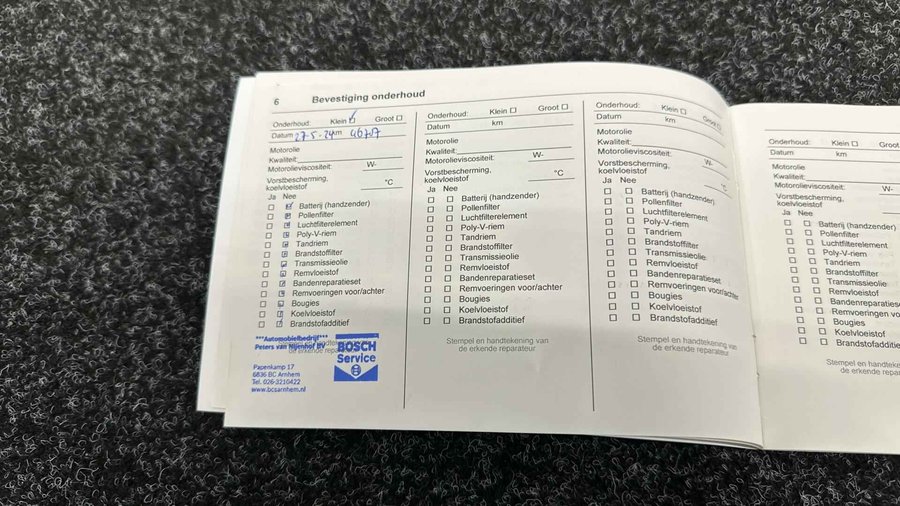 6 Bevestiging onderhoud
Onderhoud: Klein Groot
Datum 27-5-24 km
Motorolie
Kwaliteit:
Motorolieviscositeit: W-
Vorstbescherming,
koelvloeistof °C
Ja Nee
Batterij (handzender)
Pollenfilter
Luchtfilterelement
Poly-V-riem
Tandriem
Brandstoffilter
Transmissieolie
Remvloeistof
Bandenreparatieset
Remvoeringen voor/achter
Bougies
Koelvloeistof
Brandstofadditief
***Automobielbedrijf***
Peters van Nijenhof BV
BOSCH
Service
Papenkamp 17
6836 BC Arnhem
Tel. 026-3210422
www.bcsarnhem.nl
Onderhoud: Klein Groot
Datum km
Motorolie
Kwaliteit:
Motorolieviscositeit: W-
Vorstbescherming,
koelvloeistof °C
Ja Nee
Batterij (handzender)
Pollenfilter
Luchtfilterelement
Poly-V-riem
Tandriem
Brandstoffilter
Transmissieolie
Remvloeistof
Bandenreparatieset
Remvoeringen voor/achter
Bougies
Koelvloeistof
Brandstofadditief
Stempel en handtekening van
de erkende reparateur
Onderhoud: Klein Groot
Datum km
Motorolie
Kwaliteit:
Motorolieviscositeit: W-
Vorstbescherming,
koelvloeistof °C
Ja Nee
Batterij (handzender)
Pollenfilter
Luchtfilterelement
Poly-V-riem
Tandriem
Brandstoffilter
Transmissieolie
Remvloeistof
Bandenreparatieset
Remvoeringen voor/achter
Bougies
Koelvloeistof
Brandstofadditief
Stempel en handtekening van
de erkende reparateur
Onderhoud: Klein Groot
Datum km
Motorolie
Kwaliteit:
Motorolieviscositeit: W-
Vorstbescherming,
koelvloeistof
Ja Nee
Batterij (handzender)
Pollenfilter
Luchtfilterelement
Poly-V-riem
Tandriem
Brandstoffilter
Transmissieolie
Remvloeistof
Bandenreparatieset
Remvoeringen voor/
Bougies
Koelvloeistof
Brandstofadditief
Stempel en handteken
de erkende repara